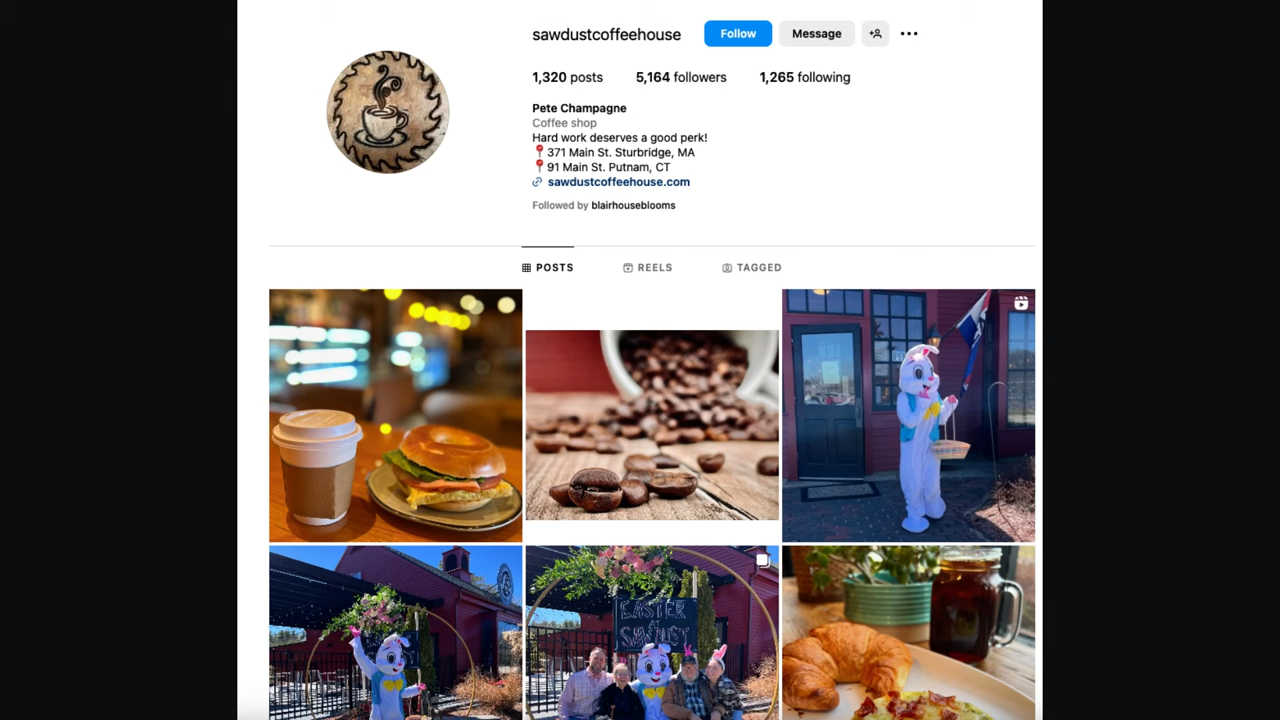 sawdustcoffeehouse Follow Message
1,320 posts 5,164 followers 1,265 following
Pete Champagne
Coffee shop
Hard work deserves a good perk!
📍371 Main St. Sturbridge, MA
📍91 Main St. Putnam, CT
sawdustcoffeehouse.com
Followed by blairhouseblooms
POSTS REELS TAGGED
EASTER
SAWDUST